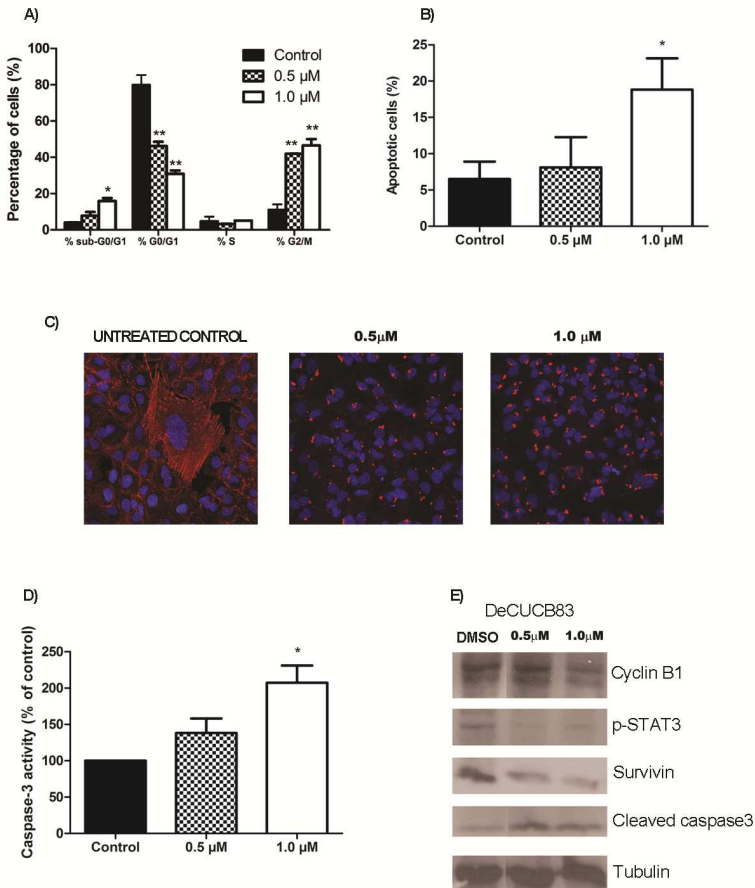 A)
Percentage of cells (%)
100
80
60
40
20
0
Control
0.5 µM
1.0 µM
*
**
**
**
**
% sub-G0/G1
% G0/G1
% S
% G2/M
B)
Apoptotic cells (%)
25
20
15
10
5
0
*
Control
0.5 µM
1.0 µM
C)
UNTREATED CONTROL
0.5µM
1.0 µM
D)
Caspase-3 activity (% of control)
250
200
150
100
50
0
*
Control
0.5 µM
1.0 µM
E)
DeCUCB83
DMSO 0.5µM 1.0µM
Cyclin B1
p-STAT3
Survivin
Cleaved caspase3
Tubulin